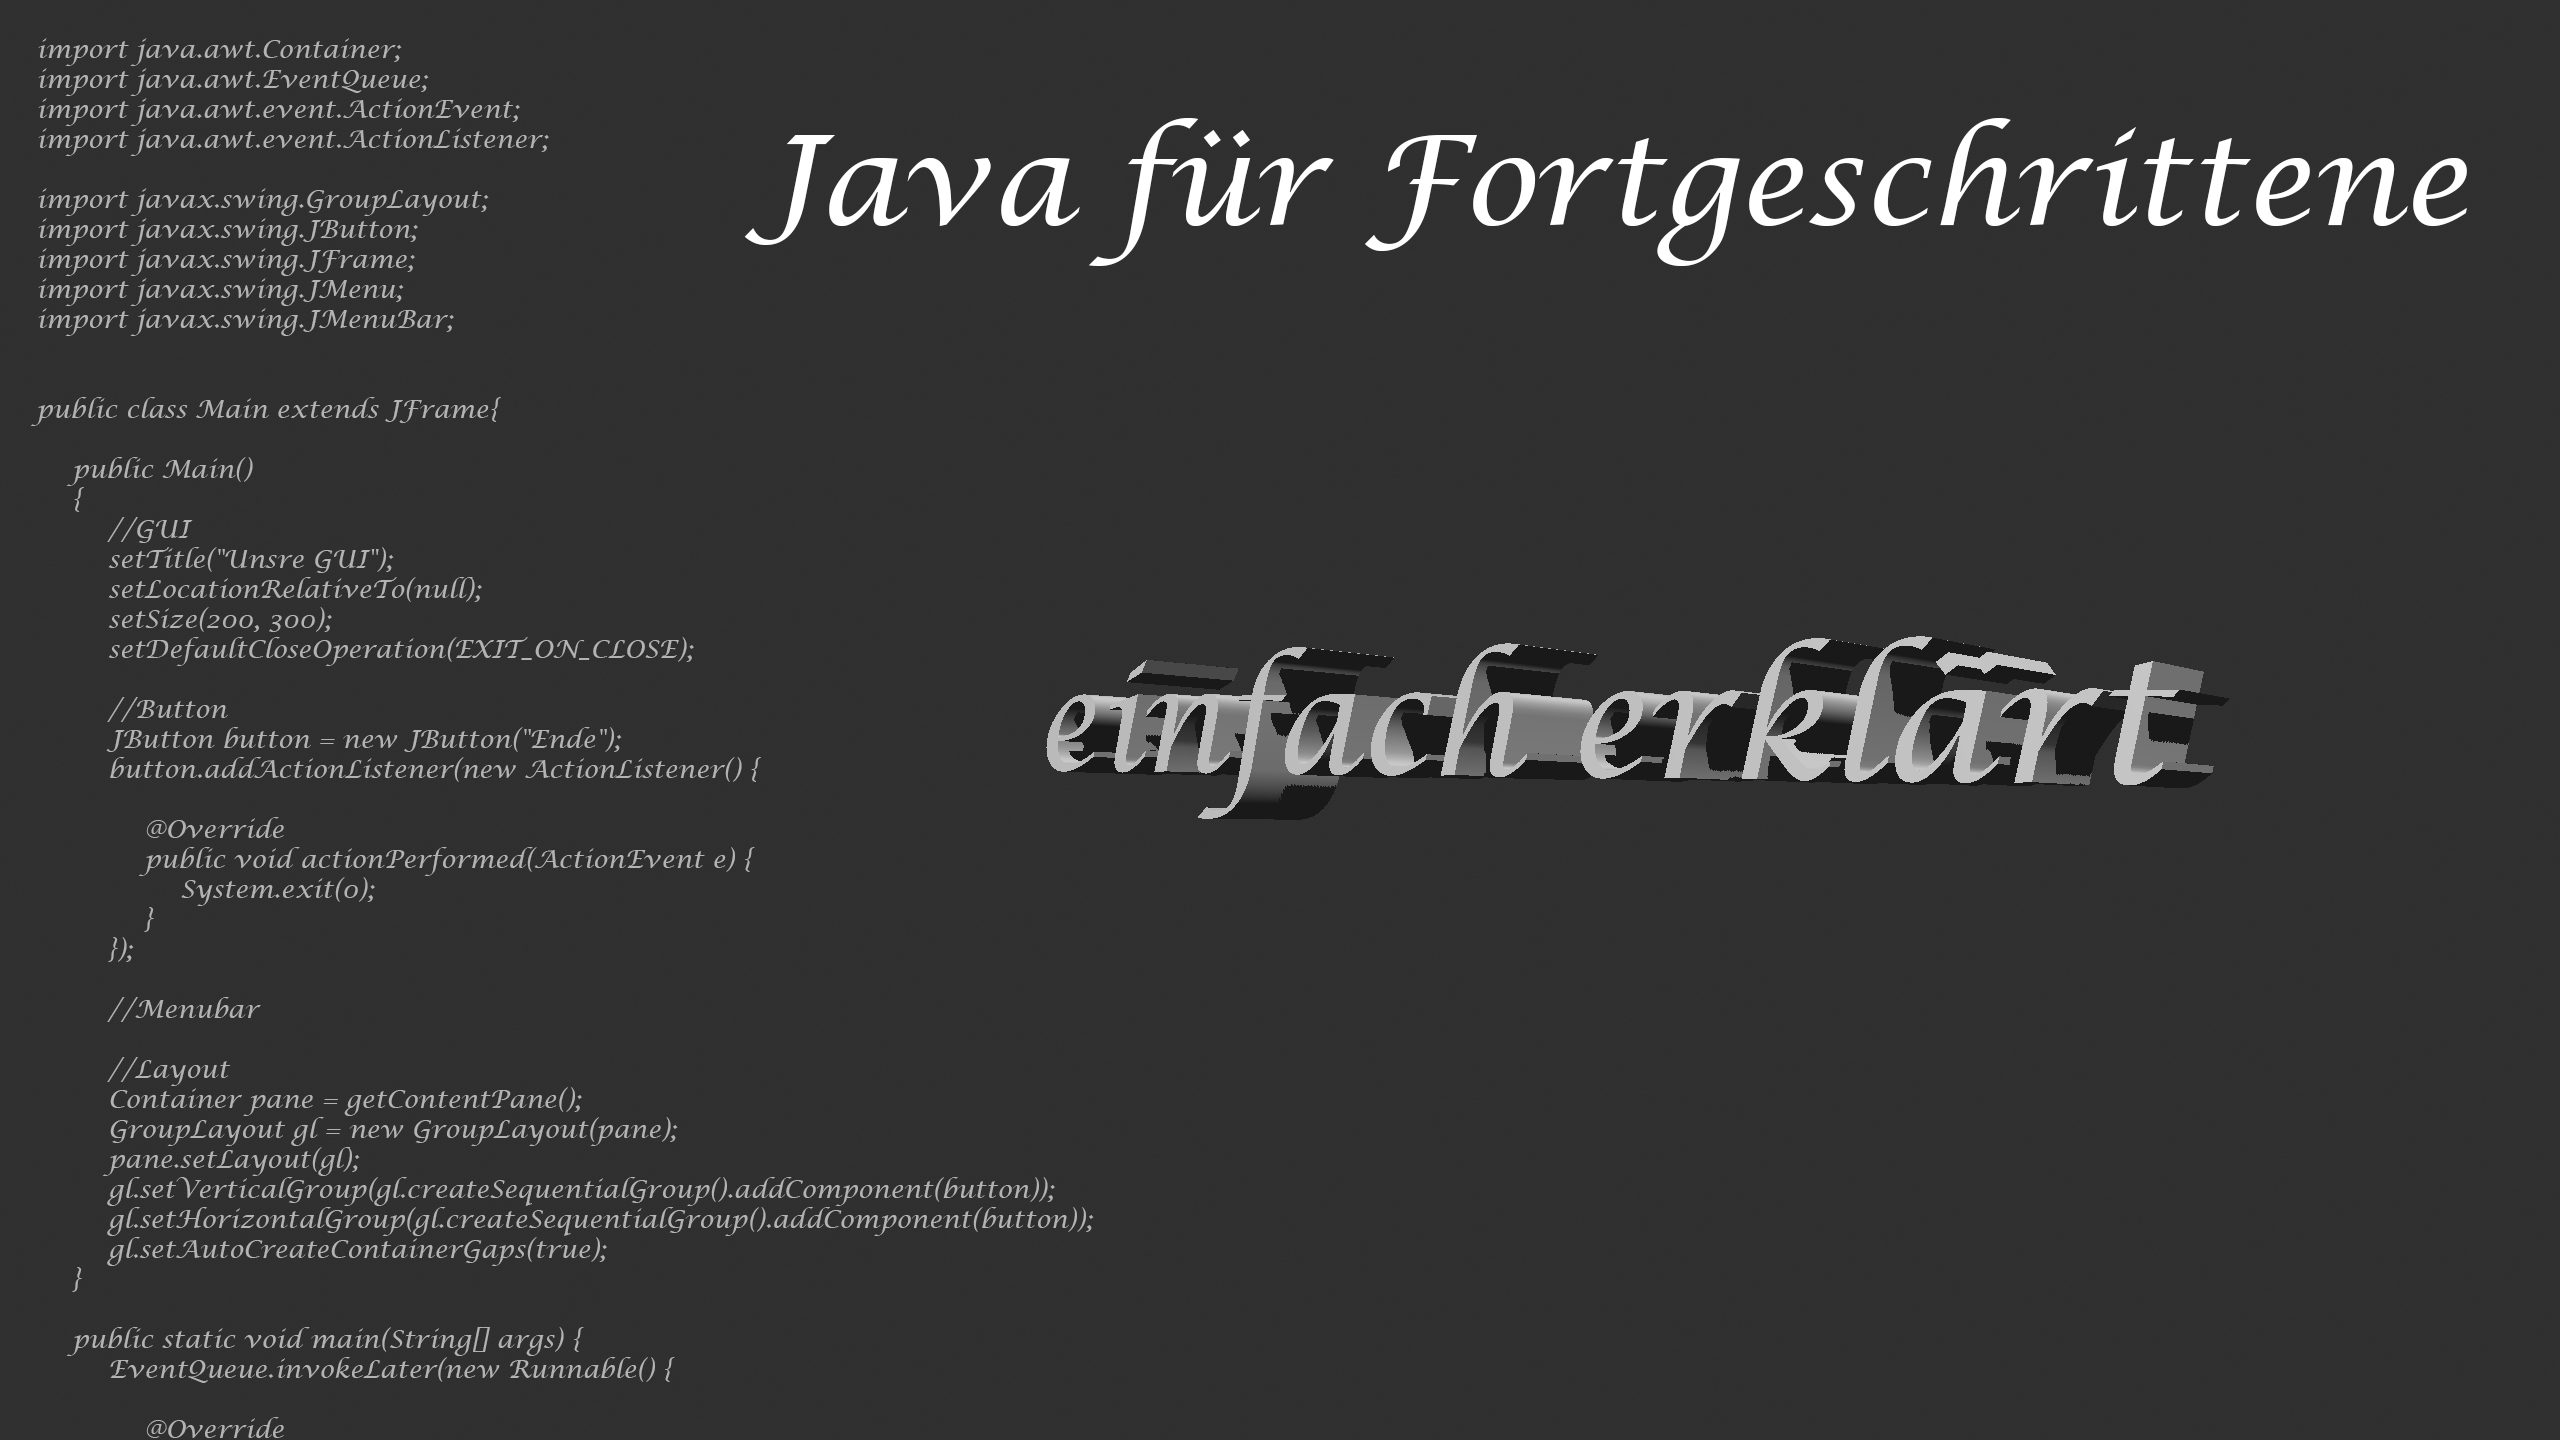 import java.awt.Container;
import java.awt.EventQueue;
import java.awt.event.ActionEvent;
import java.awt.event.ActionListener;
import javax.swing.GroupLayout;
import javax.swing.JButton;
import javax.swing.JFrame;
import javax.swing.JMenu;
import javax.swing.JMenuBar;
public class Main extends JFrame{
public Main()
{
//GUI
setTitle("Unsre GUI");
setLocationRelativeTo(null);
setSize(200, 300);
setDefaultCloseOperation(EXIT_ON_CLOSE);
//Button
JButton button = new JButton("Ende");
button.addActionListener(new ActionListener() {
@Override
public void actionPerformed(ActionEvent e) {
System.exit(0);
}
});
//Menubar
//Layout
Container pane = getContentPane();
GroupLayout gl = new GroupLayout(pane);
pane.setLayout(gl);
gl.setVerticalGroup(gl.createSequentialGroup().addComponent(button));
gl.setHorizontalGroup(gl.createSequentialGroup().addComponent(button));
gl.setAutoCreateContainerGaps(true);
}
public static void main(String[] args) {
EventQueue.invokeLater(new Runnable() {
@Override
Java für Fortgeschrittene
einfach erklärt